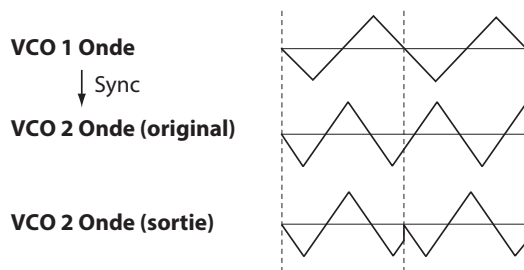 VCO 1 Onde
Sync
VCO 2 Onde (original)
VCO 2 Onde (sortie)